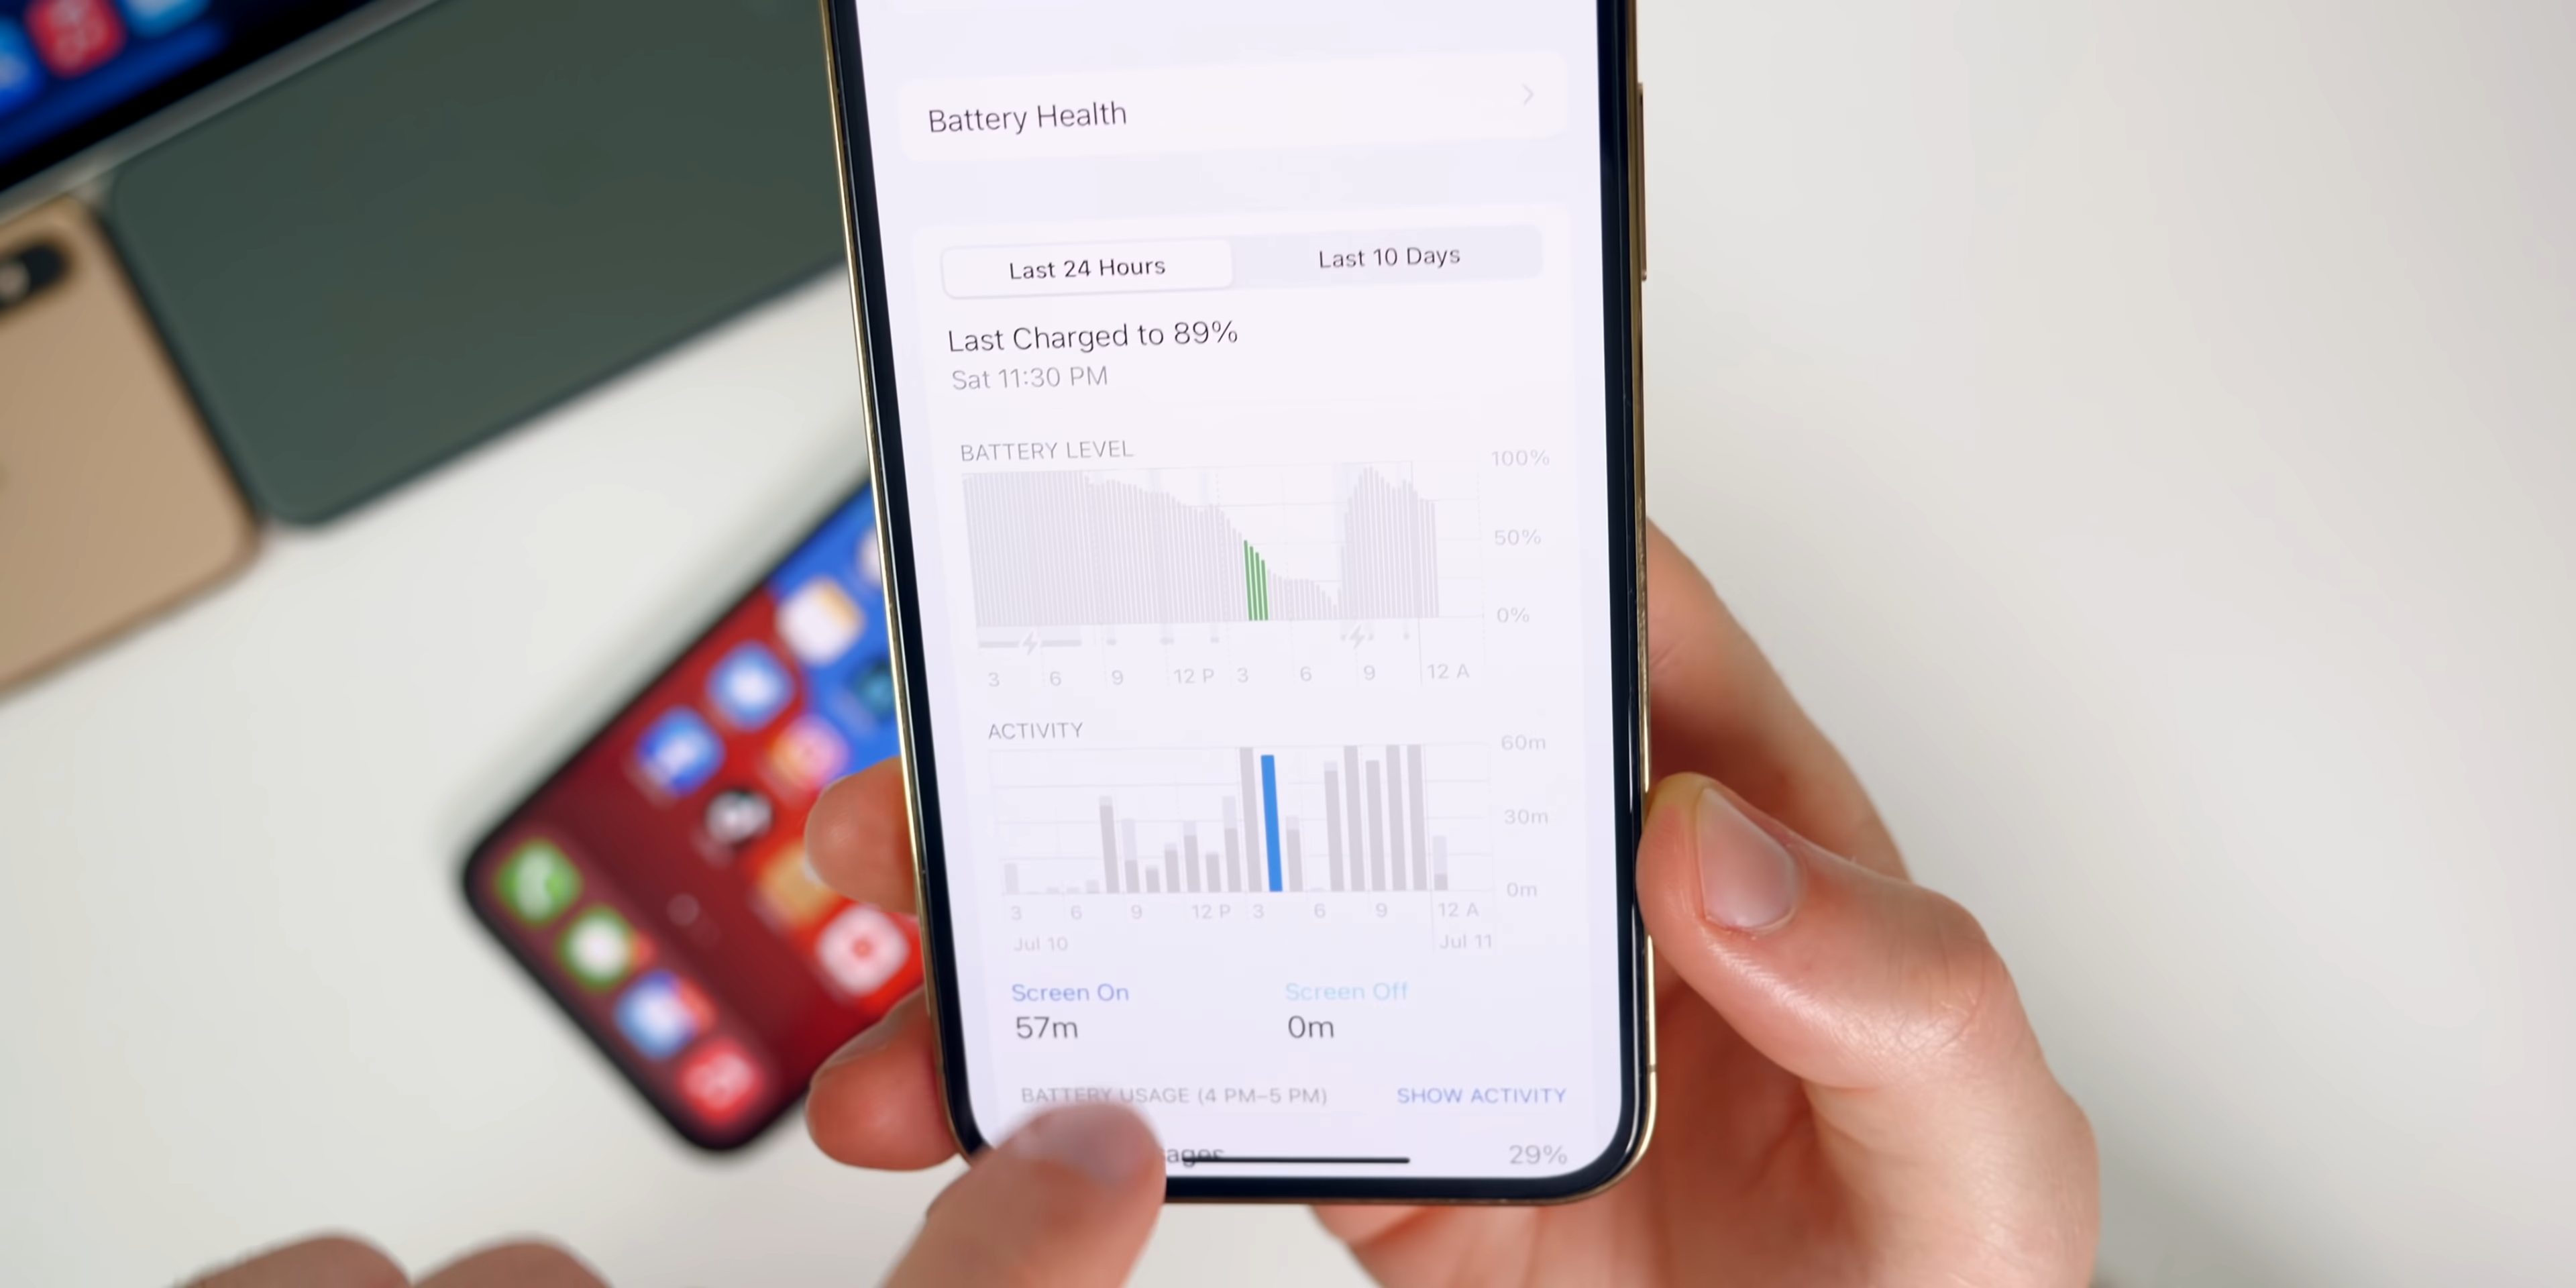 Battery Health
Last 24 Hours Last 10 Days
Last Charged to 89%
Sat 11:30 PM
BATTERY LEVEL
100%
50%
0%
3 6 9 12 P 3 6 9 12 A
ACTIVITY
60m
30m
0m
3 6 9 12 P 3 6 9 12 A
Jul 10 Jul 11
Screen On Screen Off
57m 0m
BATTERY USAGE (4 PM–5 PM) SHOW ACTIVITY
29%